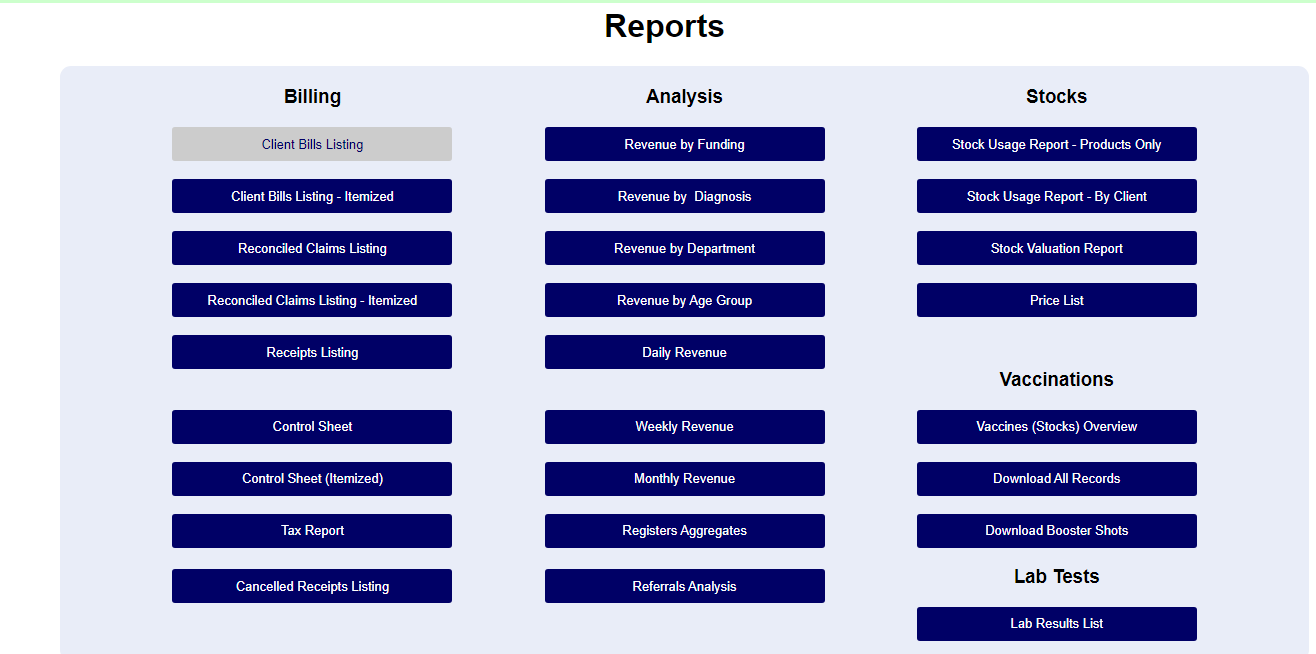 Reports
Billing
Client Bills Listing
Client Bills Listing - Itemized
Reconciled Claims Listing
Reconciled Claims Listing - Itemized
Receipts Listing
Control Sheet
Control Sheet (Itemized)
Tax Report
Cancelled Receipts Listing
Analysis
Revenue by Funding
Revenue by  Diagnosis
Revenue by Department
Revenue by Age Group
Daily Revenue
Weekly Revenue
Monthly Revenue
Registers Aggregates
Referrals Analysis
Stocks
Stock Usage Report - Products Only
Stock Usage Report - By Client
Stock Valuation Report
Price List
Vaccinations
Vaccines (Stocks) Overview
Download All Records
Download Booster Shots
Lab Tests
Lab Results List